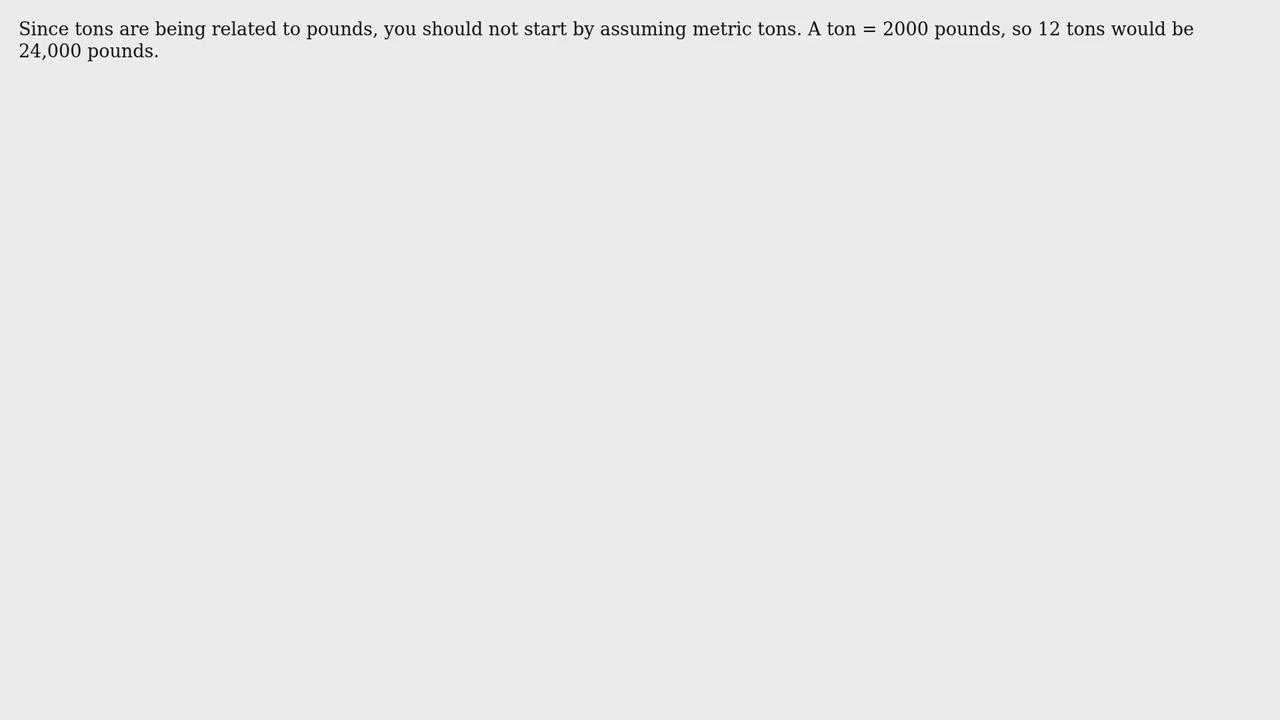 Since tons are being related to pounds, you should not start by assuming metric tons. A ton = 2000 pounds, so 12 tons would be
24,000 pounds.